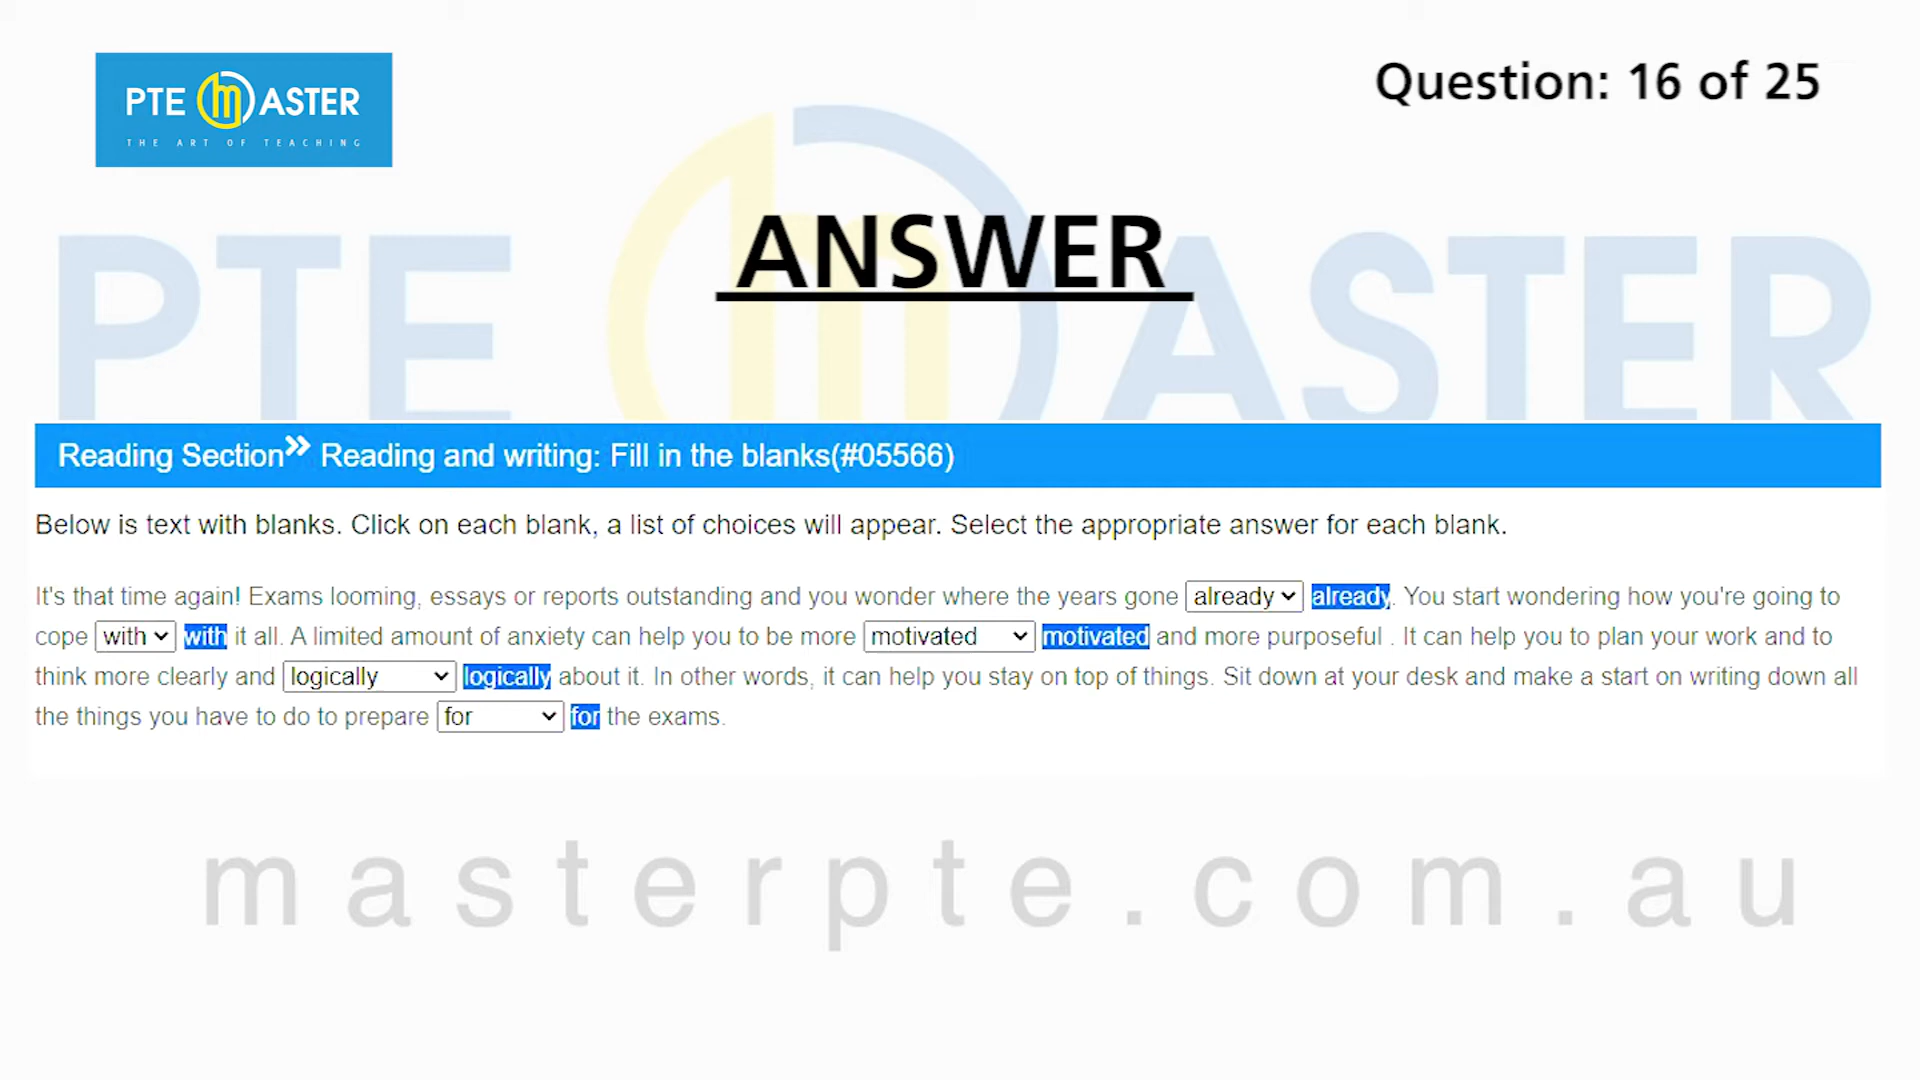 PTE MASTER
THE ART OF TEACHING
Question: 16 of 25
PTE MASTER
ANSWER
Reading Section» Reading and writing: Fill in the blanks(#05566)
Below is text with blanks. Click on each blank, a list of choices will appear. Select the appropriate answer for each blank.
It's that time again! Exams looming, essays or reports outstanding and you wonder where the years gone already already. You start wondering how you're going to
cope with with it all. A limited amount of anxiety can help you to be more motivated motivated and more purposeful . It can help you to plan your work and to
think more clearly and logically logically about it. In other words, it can help you stay on top of things. Sit down at your desk and make a start on writing down all
the things you have to do to prepare for for the exams.
masterpte.com.au